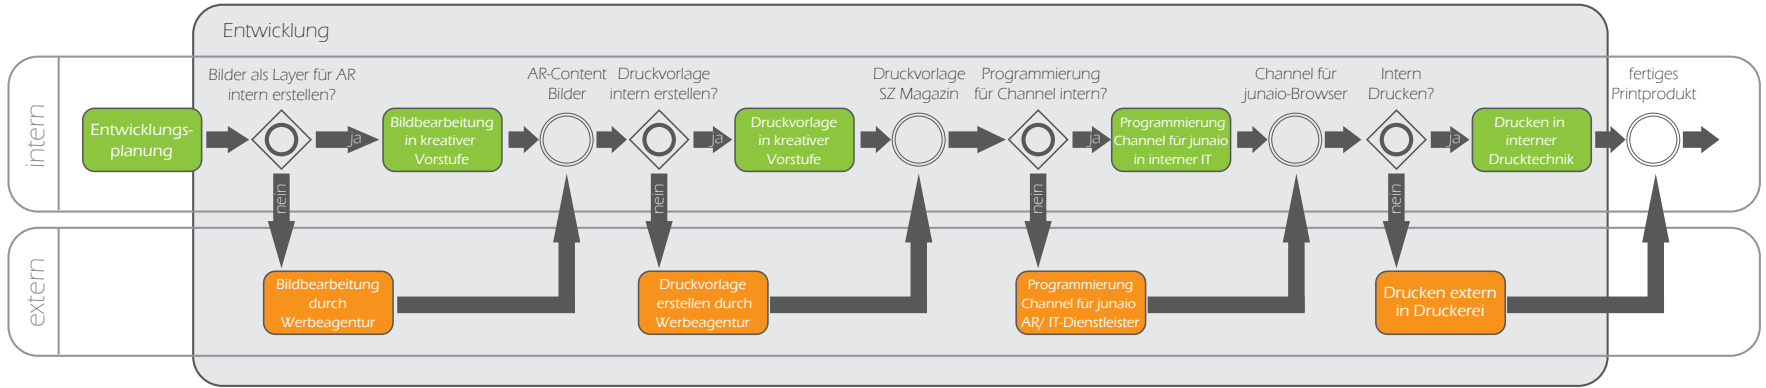 Entwicklung
intern
Entwicklungs-
planung
Bilder als Layer für AR
intern erstellen?
ja
nein
Bildbearbeitung
in kreativer
Vorstufe
AR-Content
Bilder
Druckvorlage
intern erstellen?
ja
nein
Druckvorlage
in kreativer
Vorstufe
Druckvorlage
SZ Magazin
Programmierung
für Channel intern?
ja
nein
Programmierung
Channel für junaio
in interner IT
Channel für
junaio-Browser
Intern
Drucken?
ja
nein
Drucken in
interner
Drucktechnik
fertiges
Printprodukt
extern
Bildbearbeitung
durch
Werbeagentur
Druckvorlage
erstellen durch
Werbeagentur
Programmierung
Channel für junaio
AR/ IT-Dienstleister
Drucken extern
in Druckerei